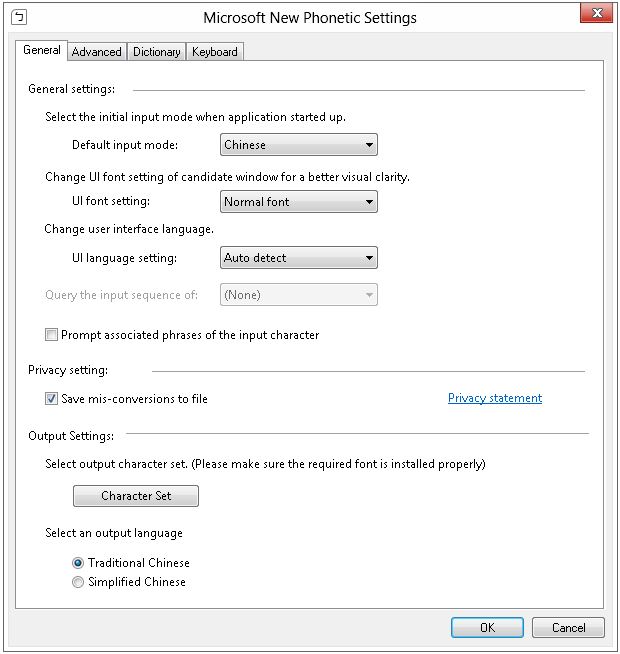 Microsoft New Phonetic Settings
General Advanced Dictionary Keyboard
General settings:
Select the initial input mode when application started up.
Default input mode: Chinese
Change UI font setting of candidate window for a better visual clarity.
UI font setting: Normal font
Change user interface language.
UI language setting: Auto detect
Query the input sequence of: (None)
Prompt associated phrases of the input character
Privacy setting:
Save mis-conversions to file Privacy statement
Output Settings:
Select output character set. (Please make sure the required font is installed properly)
Character Set
Select an output language
Traditional Chinese
Simplified Chinese
OK Cancel